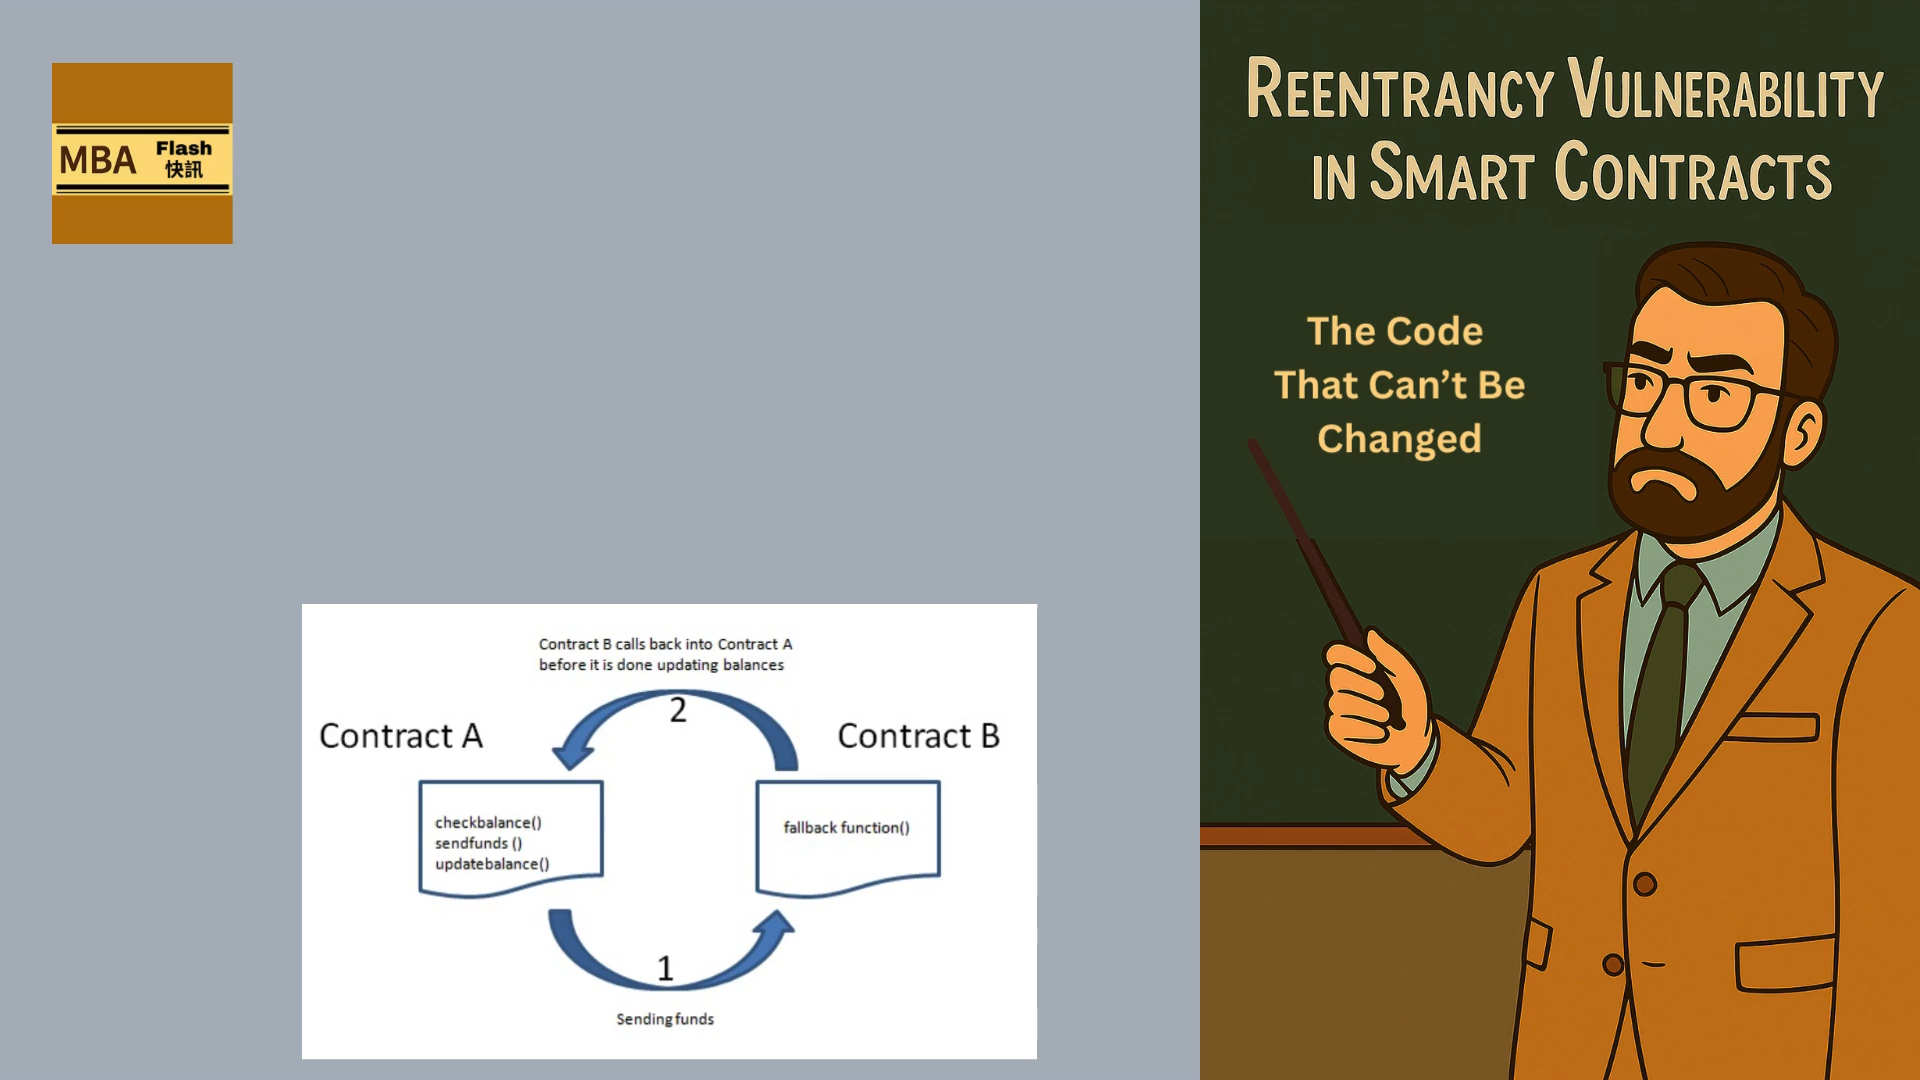 MBA
Flash
快訊
REENTRANCY VULNERABILITY
IN SMART CONTRACTS
The Code
That Can't Be
Changed
Contract B calls back into Contract A
before it is done updating balances
2
Contract A
Contract B
checkbalance()
sendfunds ()
updatebalance()
fallback function()
1
Sending funds